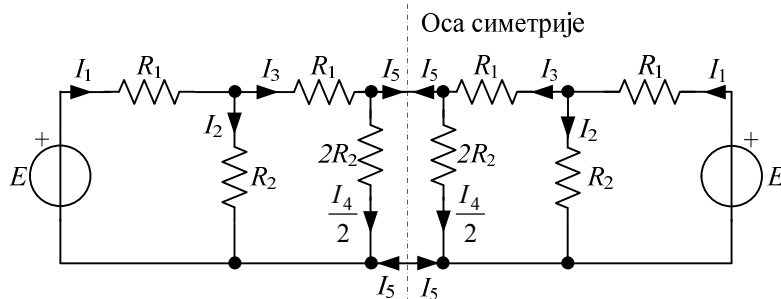 Оса симетрије
I₁ R₁ I₃ R₁ I₅ I₅ R₁ I₃ R₁ I₁
I₂ I₂
+ 2R₂ 2R₂ +
E R₂ R₂ E
I₄/2 I₄/2
I₅ I₅